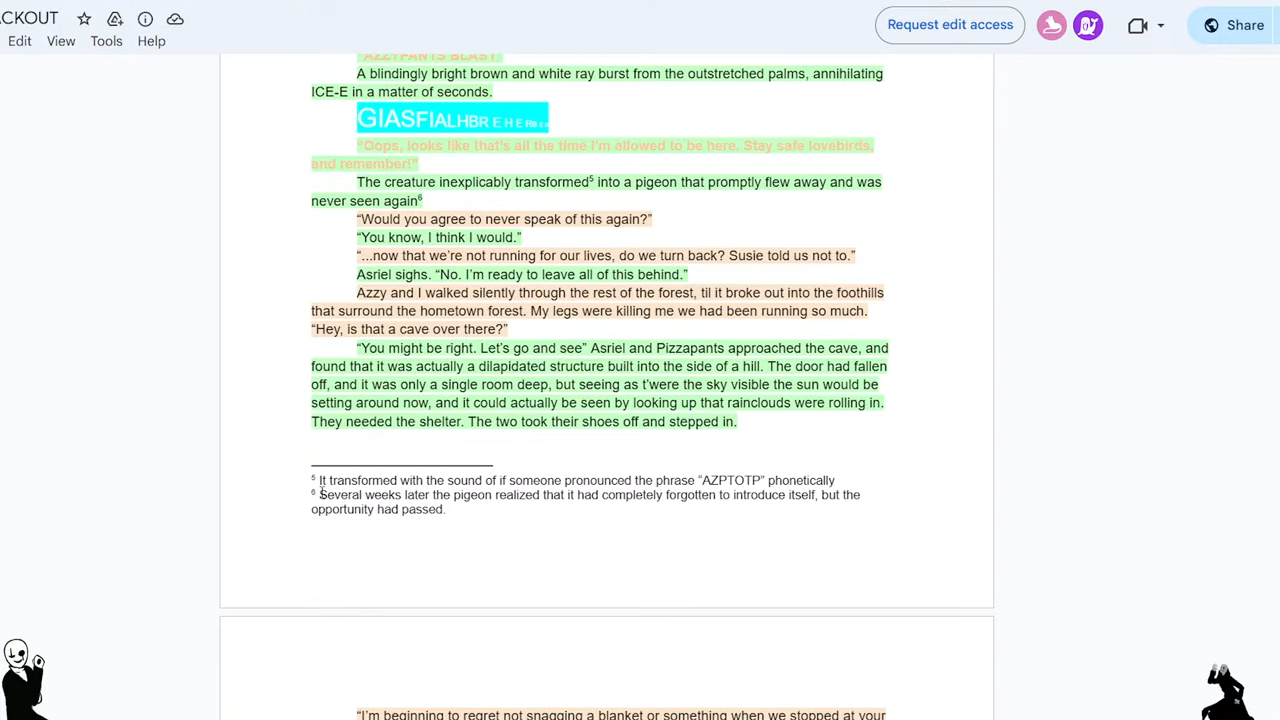 CKOUT
Edit View Tools Help
Request edit access
Share
"AZZYPANTS BLAST"
A blindingly bright brown and white ray burst from the outstretched palms, annihilating
ICE-E in a matter of seconds.
GIASFIALHBR E H E R
"Oops, looks like that's all the time I'm allowed to be here. Stay safe lovebirds,
and remember!"
The creature inexplicably transformed⁵ into a pigeon that promptly flew away and was
never seen again⁶
"Would you agree to never speak of this again?"
"You know, I think I would."
"...now that we're not running for our lives, do we turn back? Susie told us not to."
Asriel sighs. "No. I'm ready to leave all of this behind."
Azzy and I walked silently through the rest of the forest, til it broke out into the foothills
that surround the hometown forest. My legs were killing me we had been running so much.
"Hey, is that a cave over there?"
"You might be right. Let's go and see" Asriel and Pizzapants approached the cave, and
found that it was actually a dilapidated structure built into the side of a hill. The door had fallen
off, and it was only a single room deep, but seeing as t'were the sky visible the sun would be
setting around now, and it could actually be seen by looking up that rainclouds were rolling in.
They needed the shelter. The two took their shoes off and stepped in.
⁵ It transformed with the sound of if someone pronounced the phrase "AZPTOTP" phonetically
⁶ Several weeks later the pigeon realized that it had completely forgotten to introduce itself, but the
opportunity had passed.
"I'm beginning to regret not snagging a blanket or something when we stopped at your